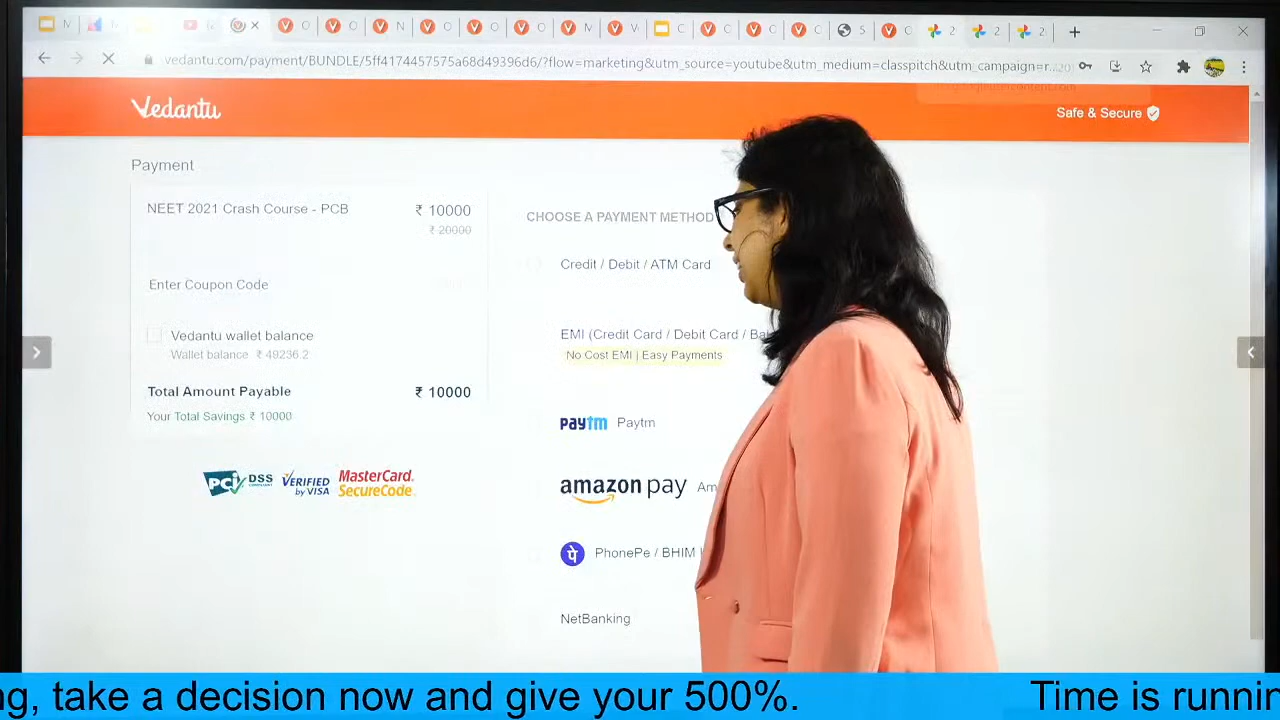 vedantu.com/payment/BUNDLE/5ff4174457575a68d49396d6/?flow=marketing&utm_source=youtube&utm_medium=classpitch&utm_campaign=r...
Vedantu
Safe & Secure
Payment
NEET 2021 Crash Course - PCB
₹ 10000
₹ 20000
Enter Coupon Code
Vedantu wallet balance
Wallet balance ₹ 49236.2
Total Amount Payable
₹ 10000
Your Total Savings ₹ 10000
PCI DSS COMPLIANT
VERIFIED by VISA
MasterCard. SecureCode.
CHOOSE A PAYMENT METHOD
Credit / Debit / ATM Card
EMI (Credit Card / Debit Card / Ba
No Cost EMI | Easy Payments
paytm Paytm
amazon pay Am
पे PhonePe / BHIM
NetBanking
ng, take a decision now and give your 500%. Time is runnin